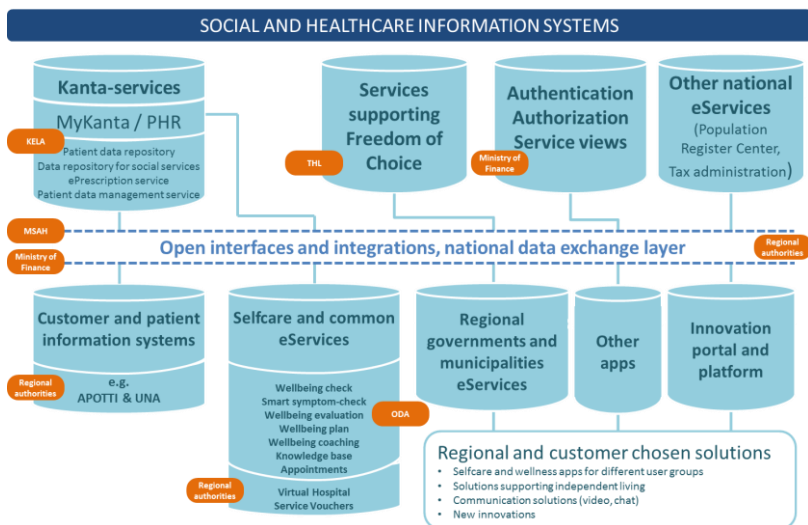 SOCIAL AND HEALTHCARE INFORMATION SYSTEMS
Kanta-services
MyKanta / PHR
KELA
Patient data repository
Data repository for social services
ePrescription service
Patient data management service
Services
supporting
Freedom of
Choice
THL
Authentication
Authorization
Service views
Ministry of
Finance
Other national
eServices
(Population
Register Center,
Tax administration)
MSAH
Open interfaces and integrations, national data exchange layer
Regional
authorities
Ministry of
Finance
Customer and patient
information systems
Regional
authorities
e.g.
APOTTI & UNA
Selfcare and common
eServices
Wellbeing check
Smart symptom-check
Wellbeing evaluation
Wellbeing plan
Wellbeing coaching
Knowledge base
Appointments
ODA
Regional
authorities
Virtual Hospital
Service Vouchers
Regional
governments and
municipalities
eServices
Other
apps
Innovation
portal and
platform
Regional and customer chosen solutions
• Selfcare and wellness apps for different user groups
• Solutions supporting independent living
• Communication solutions (video, chat)
• New innovations